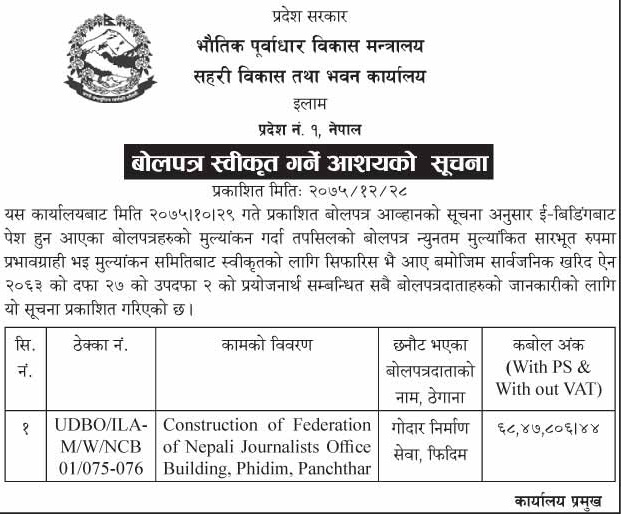 प्रदेश सरकार
भौतिक पूर्वाधार विकास मन्त्रालय
सहरी विकास तथा भवन कार्यालय
इलाम
प्रदेश नं. १, नेपाल
बोलपत्र स्वीकृत गर्ने आशयको सूचना
प्रकाशित मितिः २०७५/१२/२८
यस कार्यालयबाट मिति २०७५।१०।२९ गते प्रकाशित बोलपत्र आव्हानको सूचना अनुसार ई-बिडिंगबाट
पेश हुन आएका बोलपत्रहरुको मुल्यांकन गर्दा तपसिलको बोलपत्र न्युनतम मुल्यांकित सारभूत रुपमा
प्रभावग्राही भइ मुल्यांकन समितिबाट स्वीकृतको लागि सिफारिस भै आए बमोजिम सार्वजनिक खरिद ऐन
२०६३ को दफा २७ को उपदफा २ को प्रयोजनार्थ सम्बन्धित सबै बोलपत्रदाताहरुको जानकारीको लागि
यो सूचना प्रकाशित गरिएको छ।
सि. नं. ठेक्का नं. कामको विवरण छनौट भएका बोलपत्रदाताको नाम, ठेगाना कबोल अंक (With PS & With out VAT)
१ UDBO/ILA- Construction of Federation गोदार निर्माण ६८,४७,८०६।४४
M/W/NCB of Nepali Journalists Office सेवा, फिदिम
01/075-076 Building, Phidim, Panchthar
कार्यालय प्रमुख